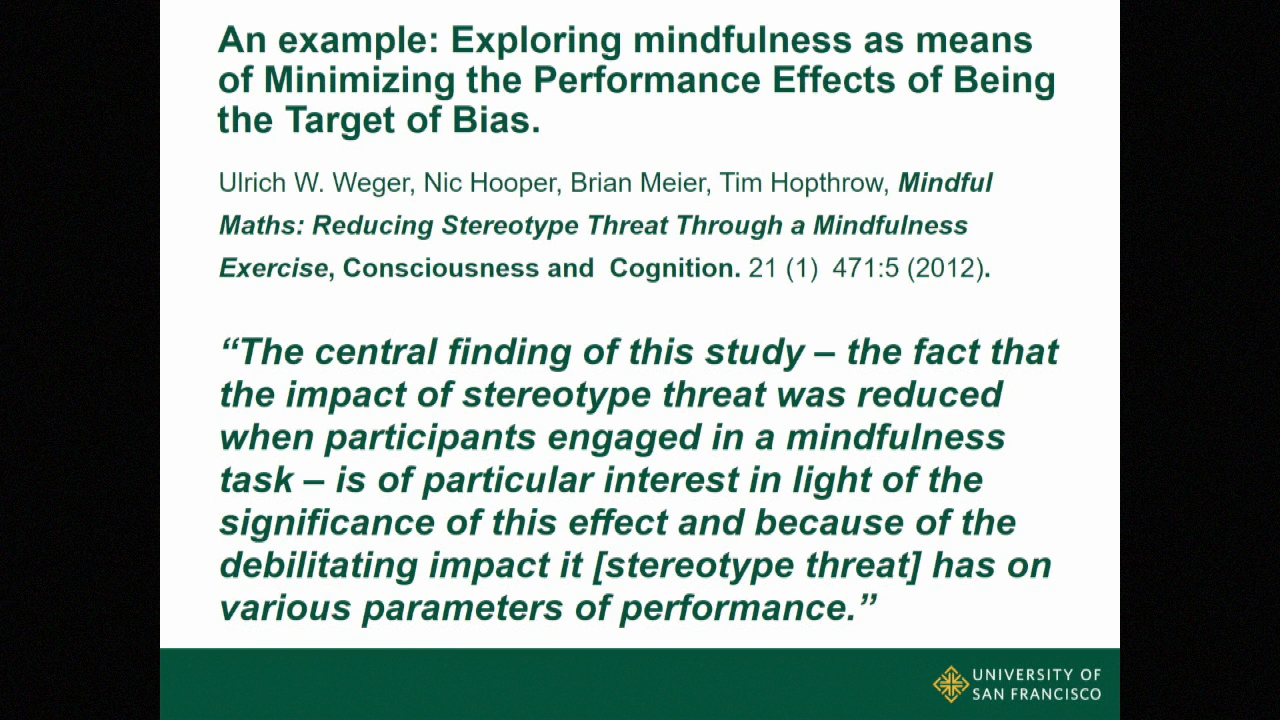 An example: Exploring mindfulness as means
of Minimizing the Performance Effects of Being
the Target of Bias.
Ulrich W. Weger, Nic Hooper, Brian Meier, Tim Hopthrow, Mindful
Maths: Reducing Stereotype Threat Through a Mindfulness
Exercise, Consciousness and  Cognition. 21 (1)  471:5 (2012).
“The central finding of this study – the fact that
the impact of stereotype threat was reduced
when participants engaged in a mindfulness
task – is of particular interest in light of the
significance of this effect and because of the
debilitating impact it [stereotype threat] has on
various parameters of performance.”
UNIVERSITY OF
SAN FRANCISCO